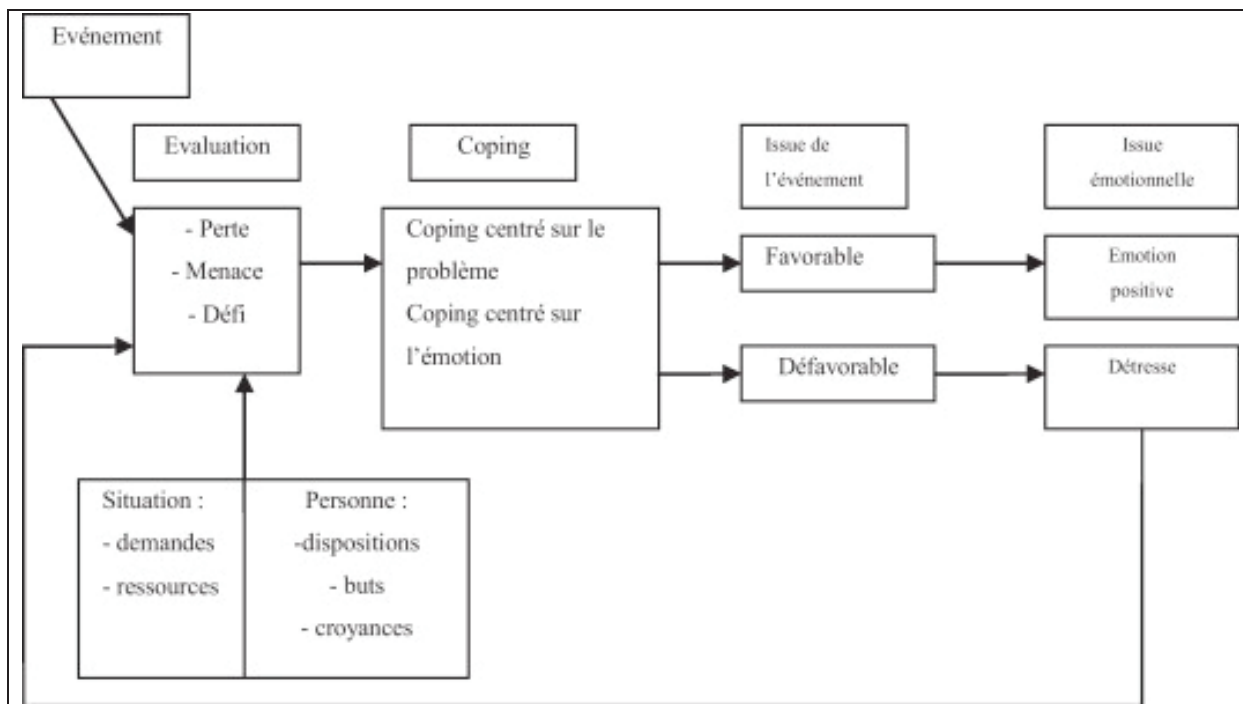 Evénement
Evaluation
Coping
Issue de
l’événement
Issue
émotionnelle
- Perte
- Menace
- Défi
Coping centré sur le
problème
Coping centré sur
l’émotion
Favorable
Emotion
positive
Défavorable
Détresse
Situation :
- demandes
- ressources
Personne :
-dispositions
- buts
- croyances